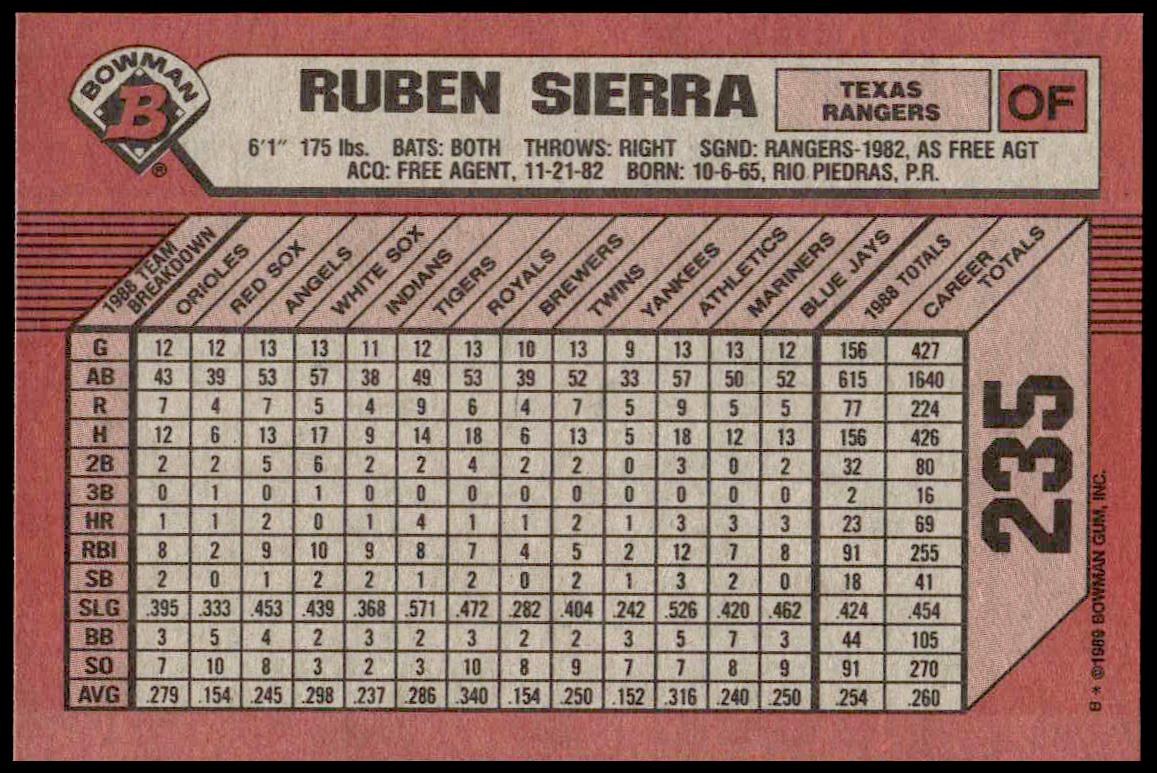 BOWMAN
B
®
RUBEN SIERRA
TEXAS
RANGERS
OF
6'1" 175 lbs. BATS: BOTH THROWS: RIGHT SGND: RANGERS-1982, AS FREE AGT
ACQ: FREE AGENT, 11-21-82 BORN: 10-6-65, RIO PIEDRAS, P.R.
1988 TEAM
BREAKDOWN
ORIOLES
RED SOX
ANGELS
WHITE SOX
INDIANS
TIGERS
ROYALS
BREWERS
TWINS
YANKEES
ATHLETICS
MARINERS
BLUE JAYS
1988 TOTALS
CAREER
TOTALS
G 12 12 13 13 11 12 13 10 13 9 13 13 12 156 427
AB 43 39 53 57 38 49 53 39 52 33 57 50 52 615 1640
R 7 4 7 5 4 9 6 4 7 5 9 5 5 77 224
H 12 6 13 17 9 14 18 6 13 5 18 12 13 156 426
2B 2 2 5 6 2 2 4 2 2 0 3 0 2 32 80
3B 0 1 0 1 0 0 0 0 0 0 0 0 0 2 16
HR 1 1 2 0 1 4 1 1 2 1 3 3 3 23 69
RBI 8 2 9 10 9 8 7 4 5 2 12 7 8 91 255
SB 2 0 1 2 2 1 2 0 2 1 3 2 0 18 41
SLG .395 .333 .453 .439 .368 .571 .472 .282 .404 .242 .526 .420 .462 .424 .454
BB 3 5 4 2 3 2 3 2 2 3 5 7 3 44 105
SO 7 10 8 3 2 3 10 8 9 7 7 8 9 91 270
AVG .279 .154 .245 .298 .237 .286 .340 .154 .250 .152 .316 .240 .250 .254 .260
235
B * ©1989 BOWMAN GUM, INC.